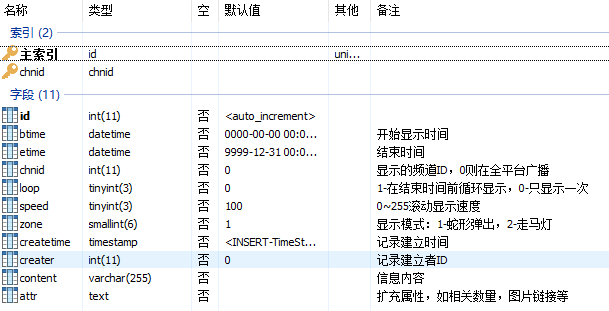 名称 类型 空 默认值 其他 备注
索引 (2)
主索引 id uni...
chnid chnid
字段 (11)
id int(11) 否 <auto_increment>
btime datetime 否 0000-00-00 00:0... 开始显示时间
etime datetime 否 9999-12-31 00:0... 结束时间
chnid int(11) 否 0 显示的频道ID，0则在全平台广播
loop tinyint(3) 否 0 1-在结束时间前循环显示，0-只显示一次
speed tinyint(3) 否 100 0~255滚动显示速度
zone smallint(6) 否 1 显示模式：1-蛇形弹出，2-走马灯
createtime timestamp 否 <INSERT-TimeSt... 记录建立时间
creater int(11) 否 0 记录建立者ID
content varchar(255) 否 信息内容
attr text 否 扩充属性，如相关数量，图片链接等